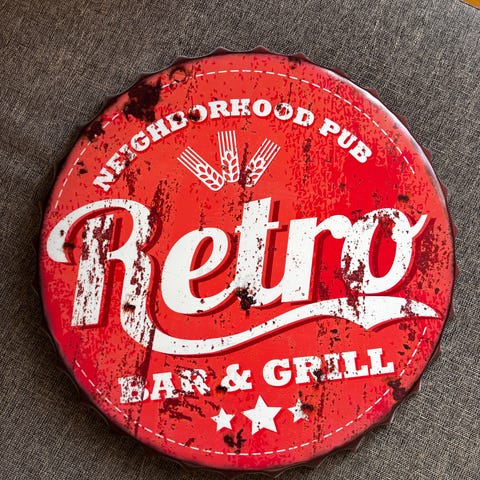 NEIGHBORHOOD PUB
Retro
BAR & GRILL